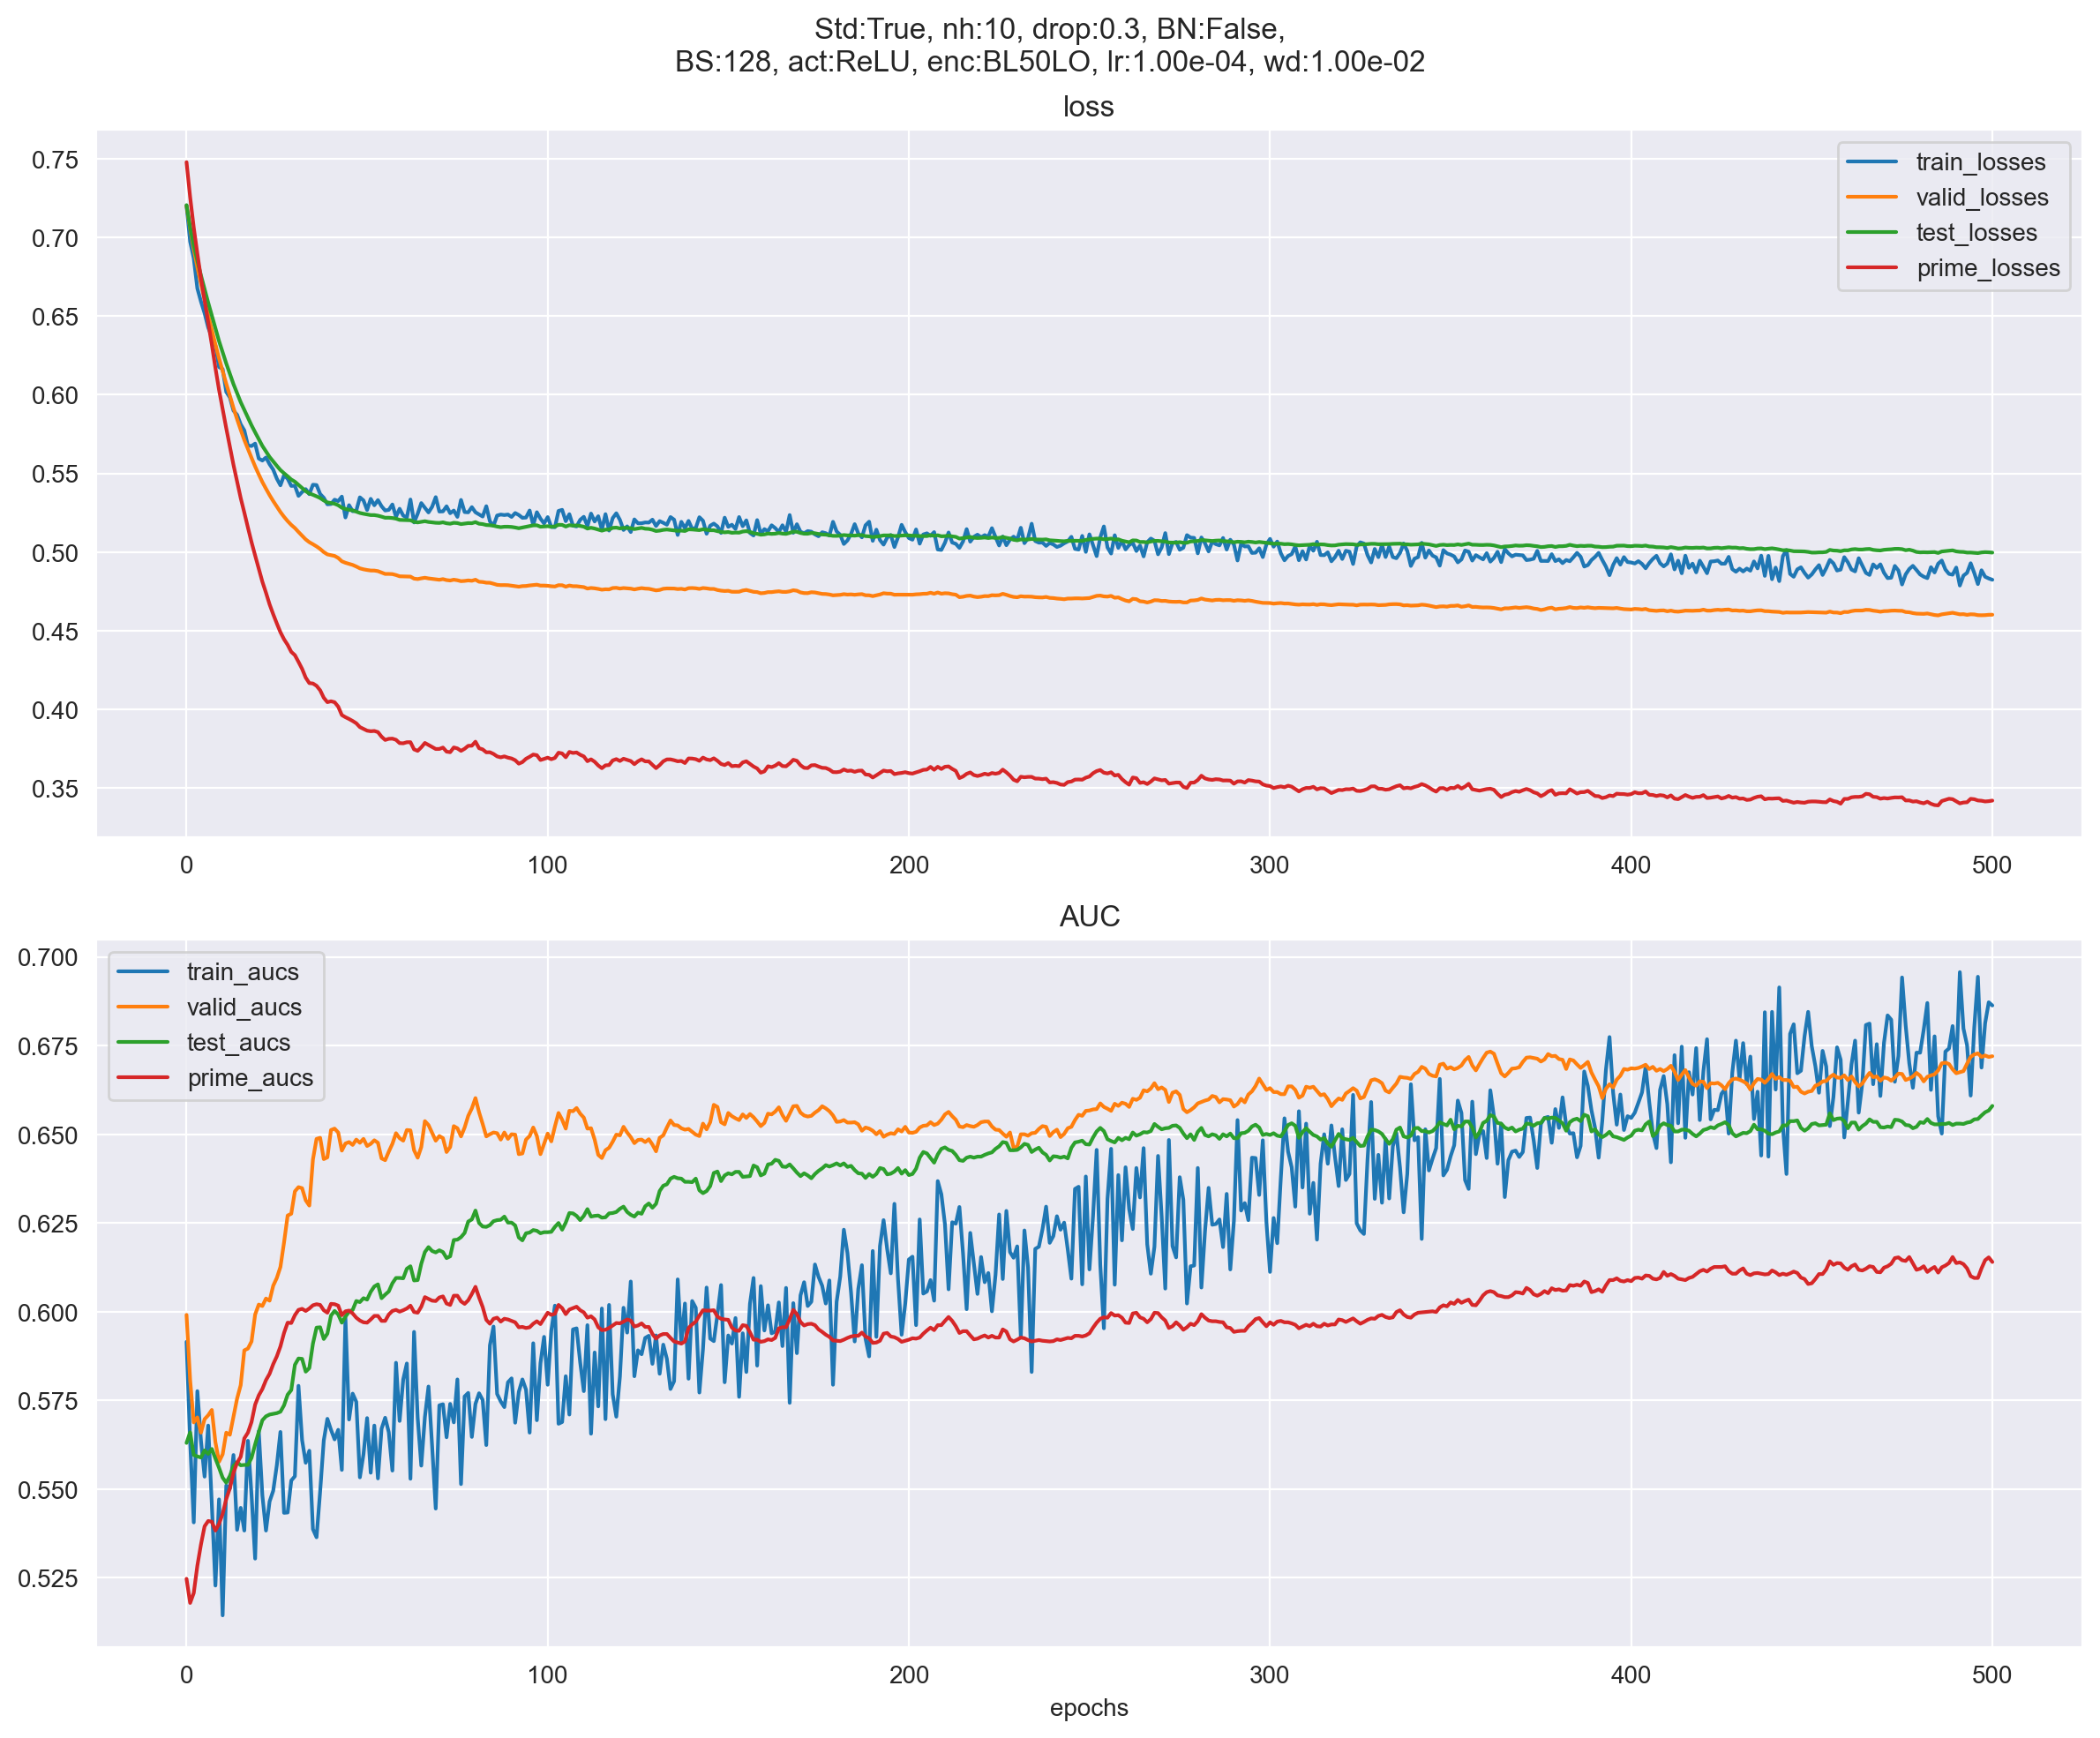 Std:True, nh:10, drop:0.3, BN:False,
BS:128, act:ReLU, enc:BL50LO, lr:1.00e-04, wd:1.00e-02
loss
0.75
0.70
0.65
0.60
0.55
0.50
0.45
0.40
0.35
train_losses
valid_losses
test_losses
prime_losses
0 100 200 300 400 500
AUC
0.700
0.675
0.650
0.625
0.600
0.575
0.550
0.525
train_aucs
valid_aucs
test_aucs
prime_aucs
0 100 200 300 400 500
epochs